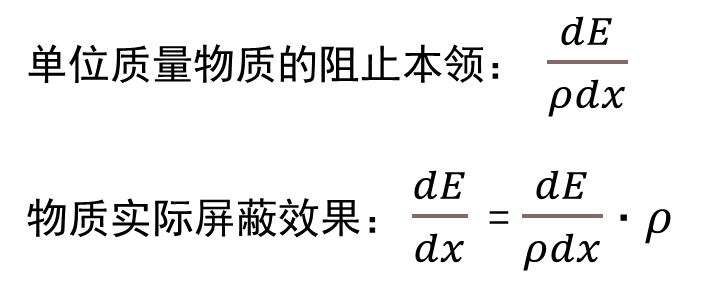 单位质量物质的阻止本领： dE/ρdx
物质实际屏蔽效果： dE/dx = dE/ρdx · ρ